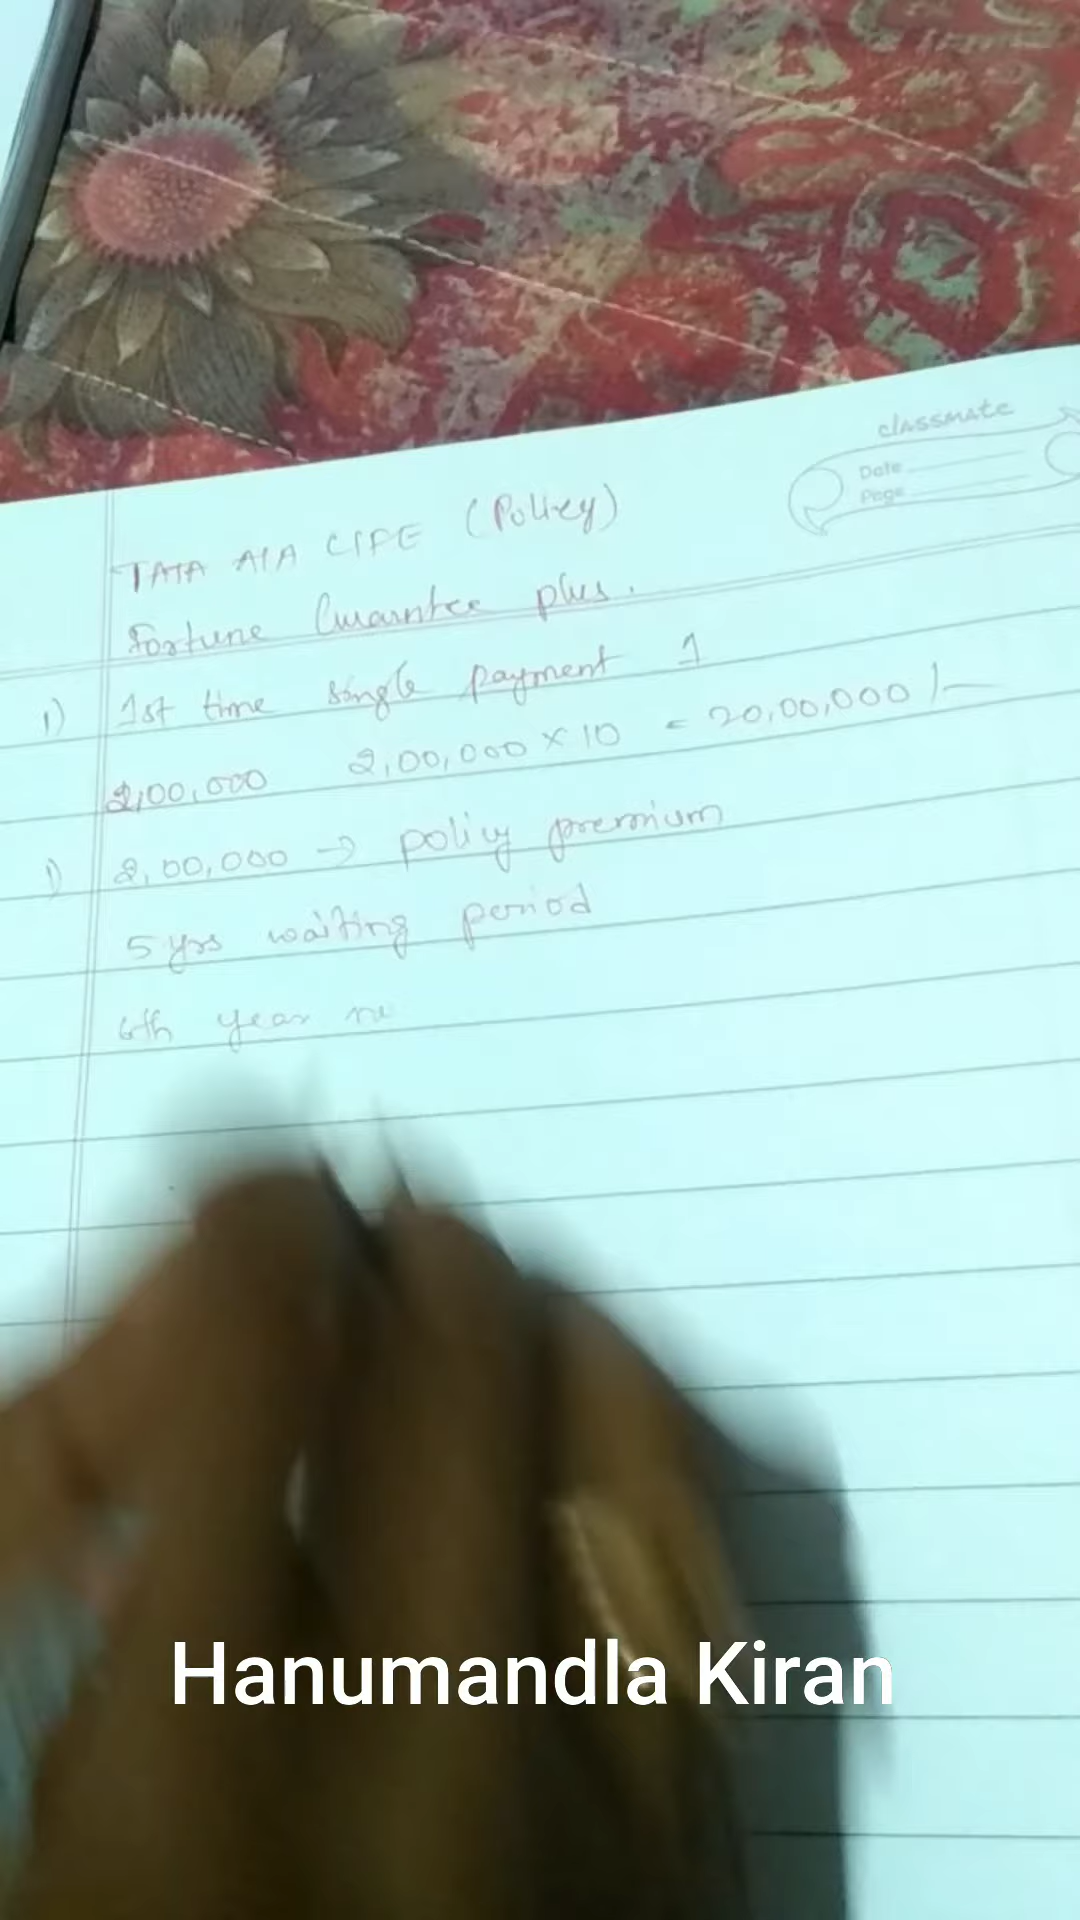 classmate
Date
Page
TATA AIA LIFE (Policy)
Fortune Guarntee plus.
1) 1st time single payment 1
2,00,000 2,00,000 × 10 = 20,00,000/-
1) 2,00,000 → policy premium
5 yrs waiting period
6th year
Hanumandla Kiran